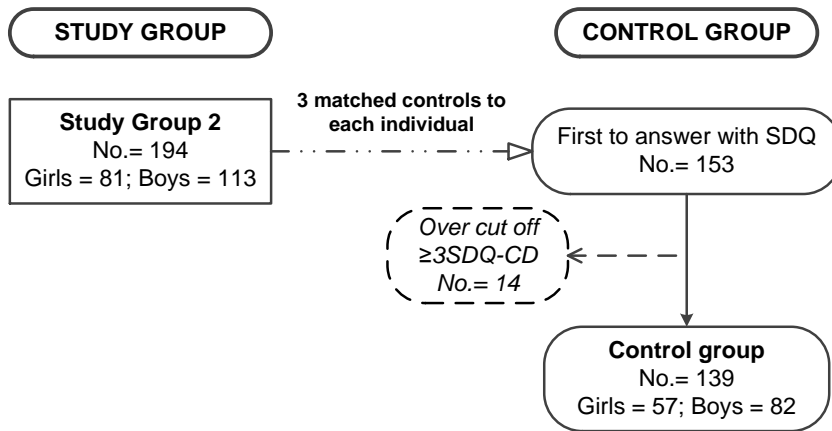 STUDY GROUP
CONTROL GROUP
Study Group 2
No.= 194
Girls = 81; Boys = 113
3 matched controls to
each individual
First to answer with SDQ
No.= 153
Over cut off
≥3SDQ-CD
No.= 14
Control group
No.= 139
Girls = 57; Boys = 82